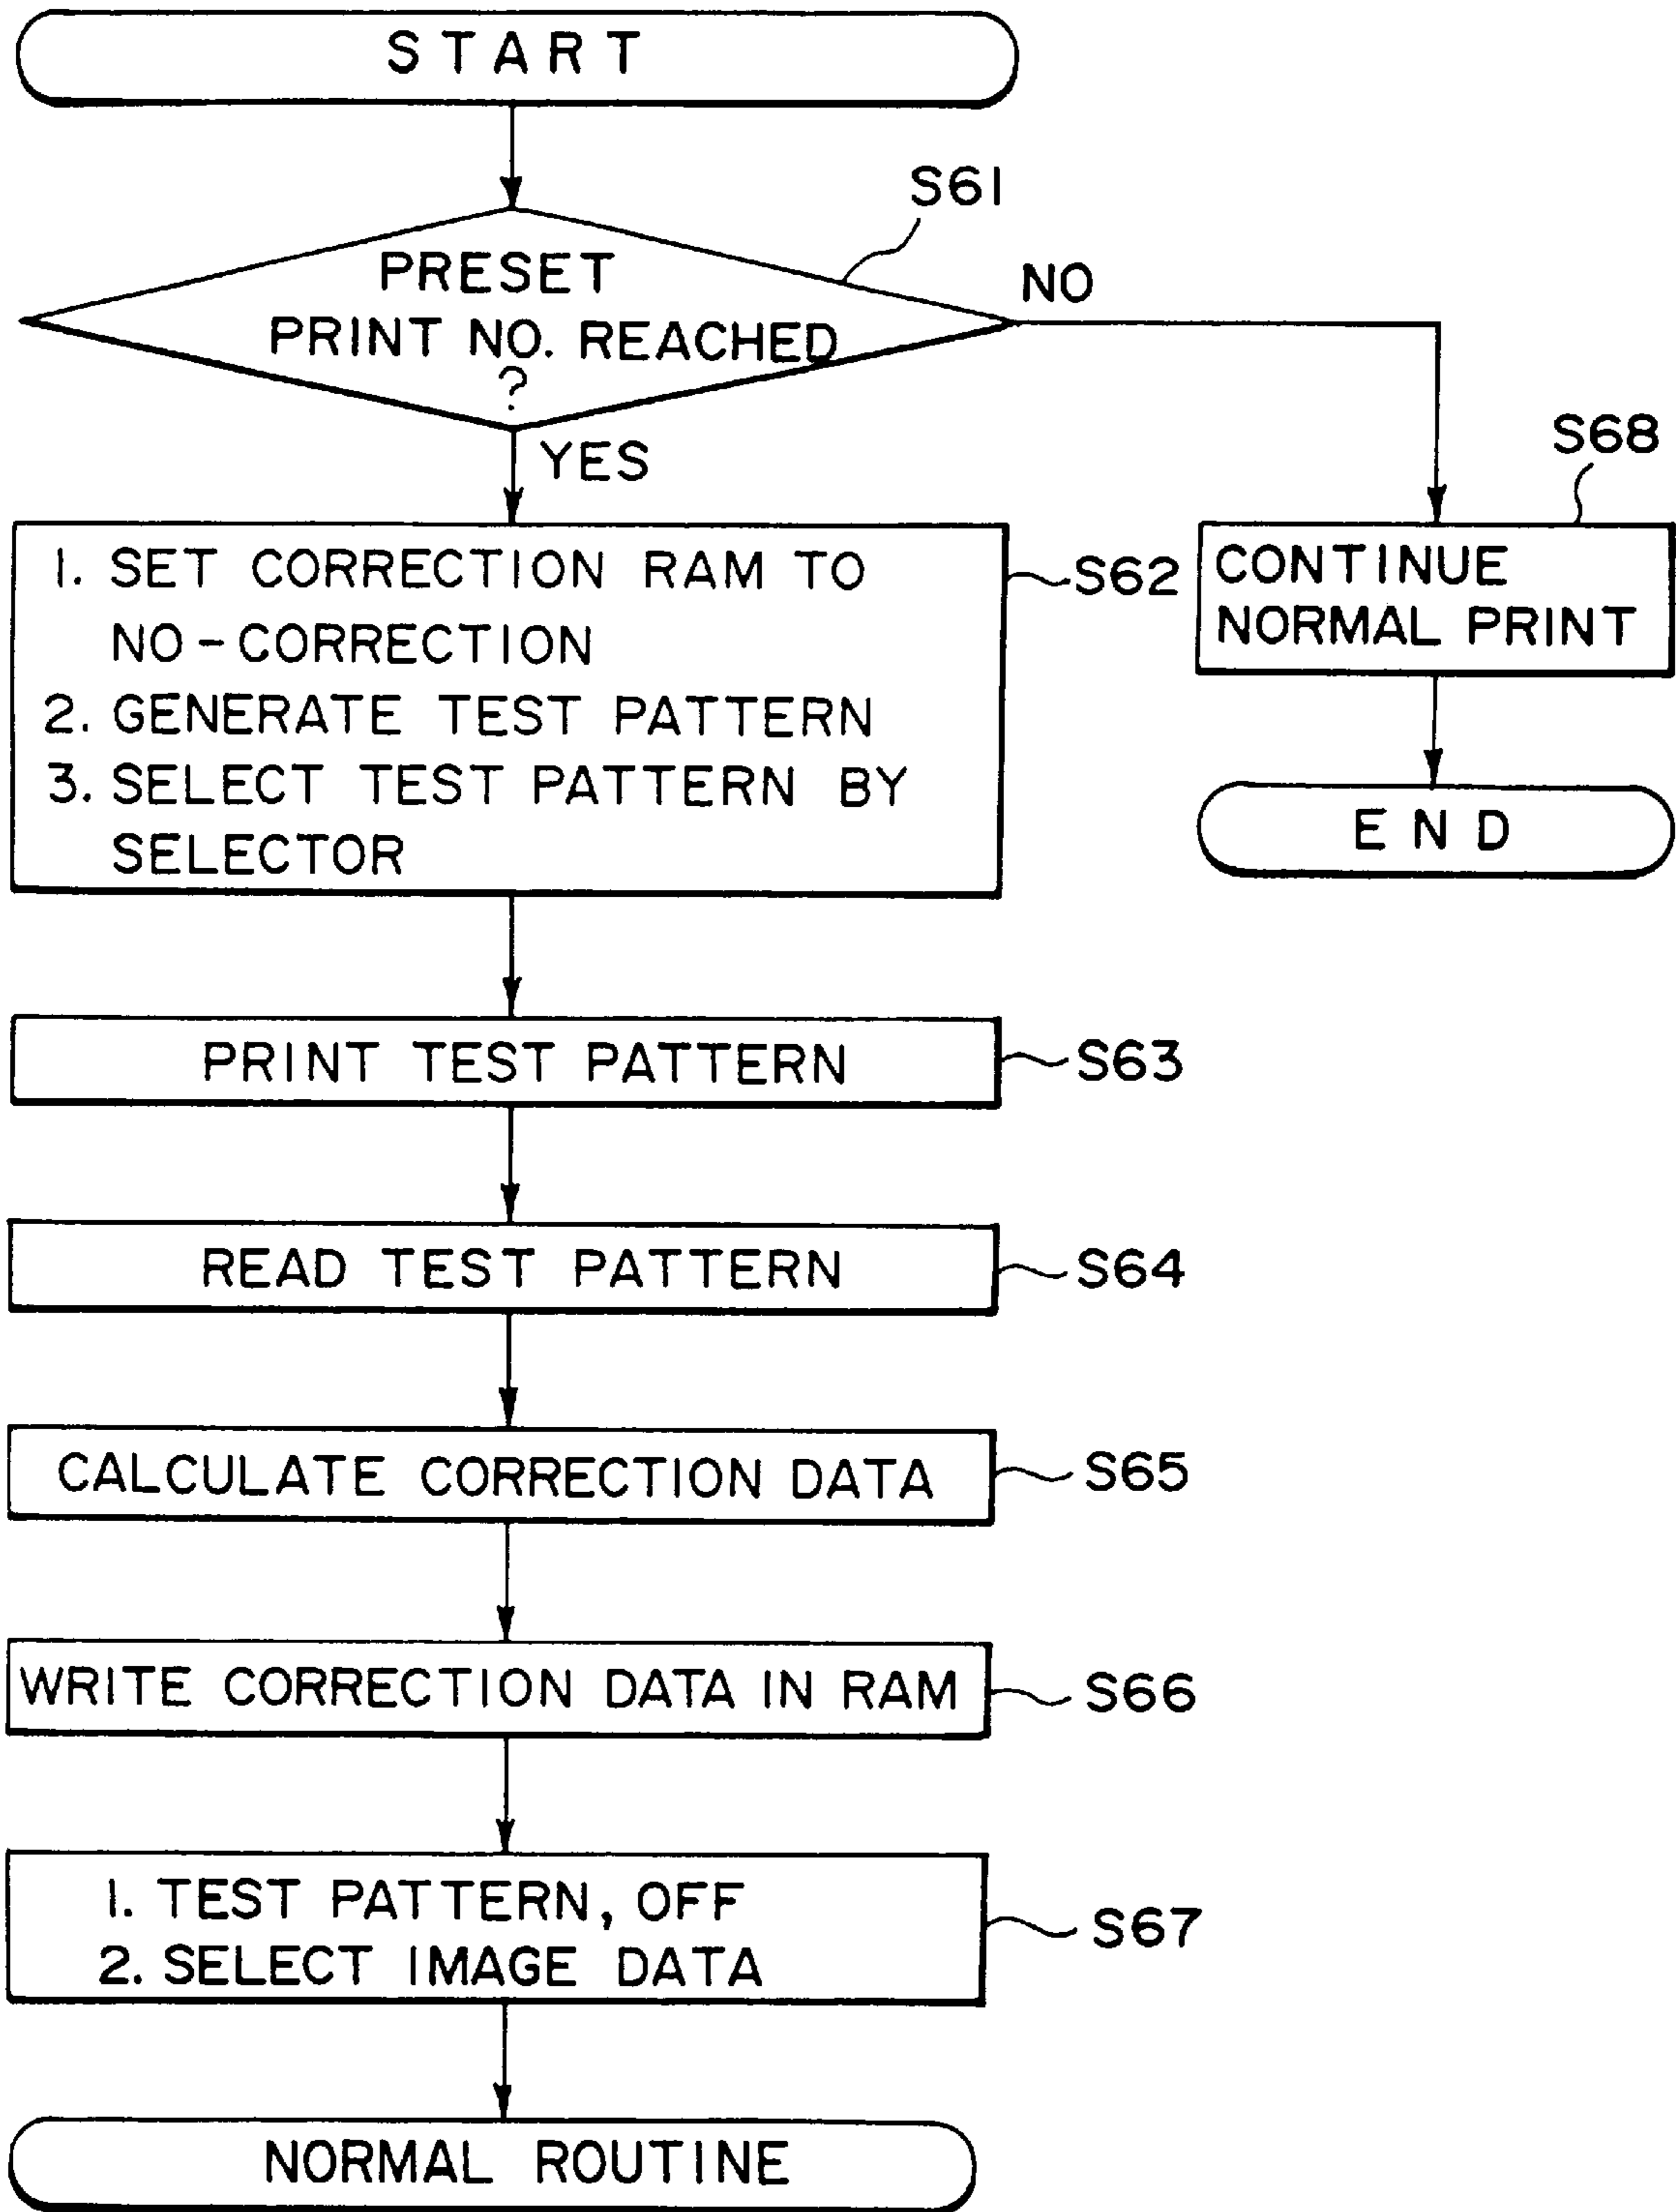 START
S61
PRESET
PRINT NO. REACHED
?
NO
YES
S68
CONTINUE
NORMAL PRINT
END
1. SET CORRECTION RAM TO
NO-CORRECTION
2. GENERATE TEST PATTERN
3. SELECT TEST PATTERN BY
SELECTOR
S62
PRINT TEST PATTERN
S63
READ TEST PATTERN
S64
CALCULATE CORRECTION DATA
S65
WRITE CORRECTION DATA IN RAM
S66
1. TEST PATTERN, OFF
2. SELECT IMAGE DATA
S67
NORMAL ROUTINE